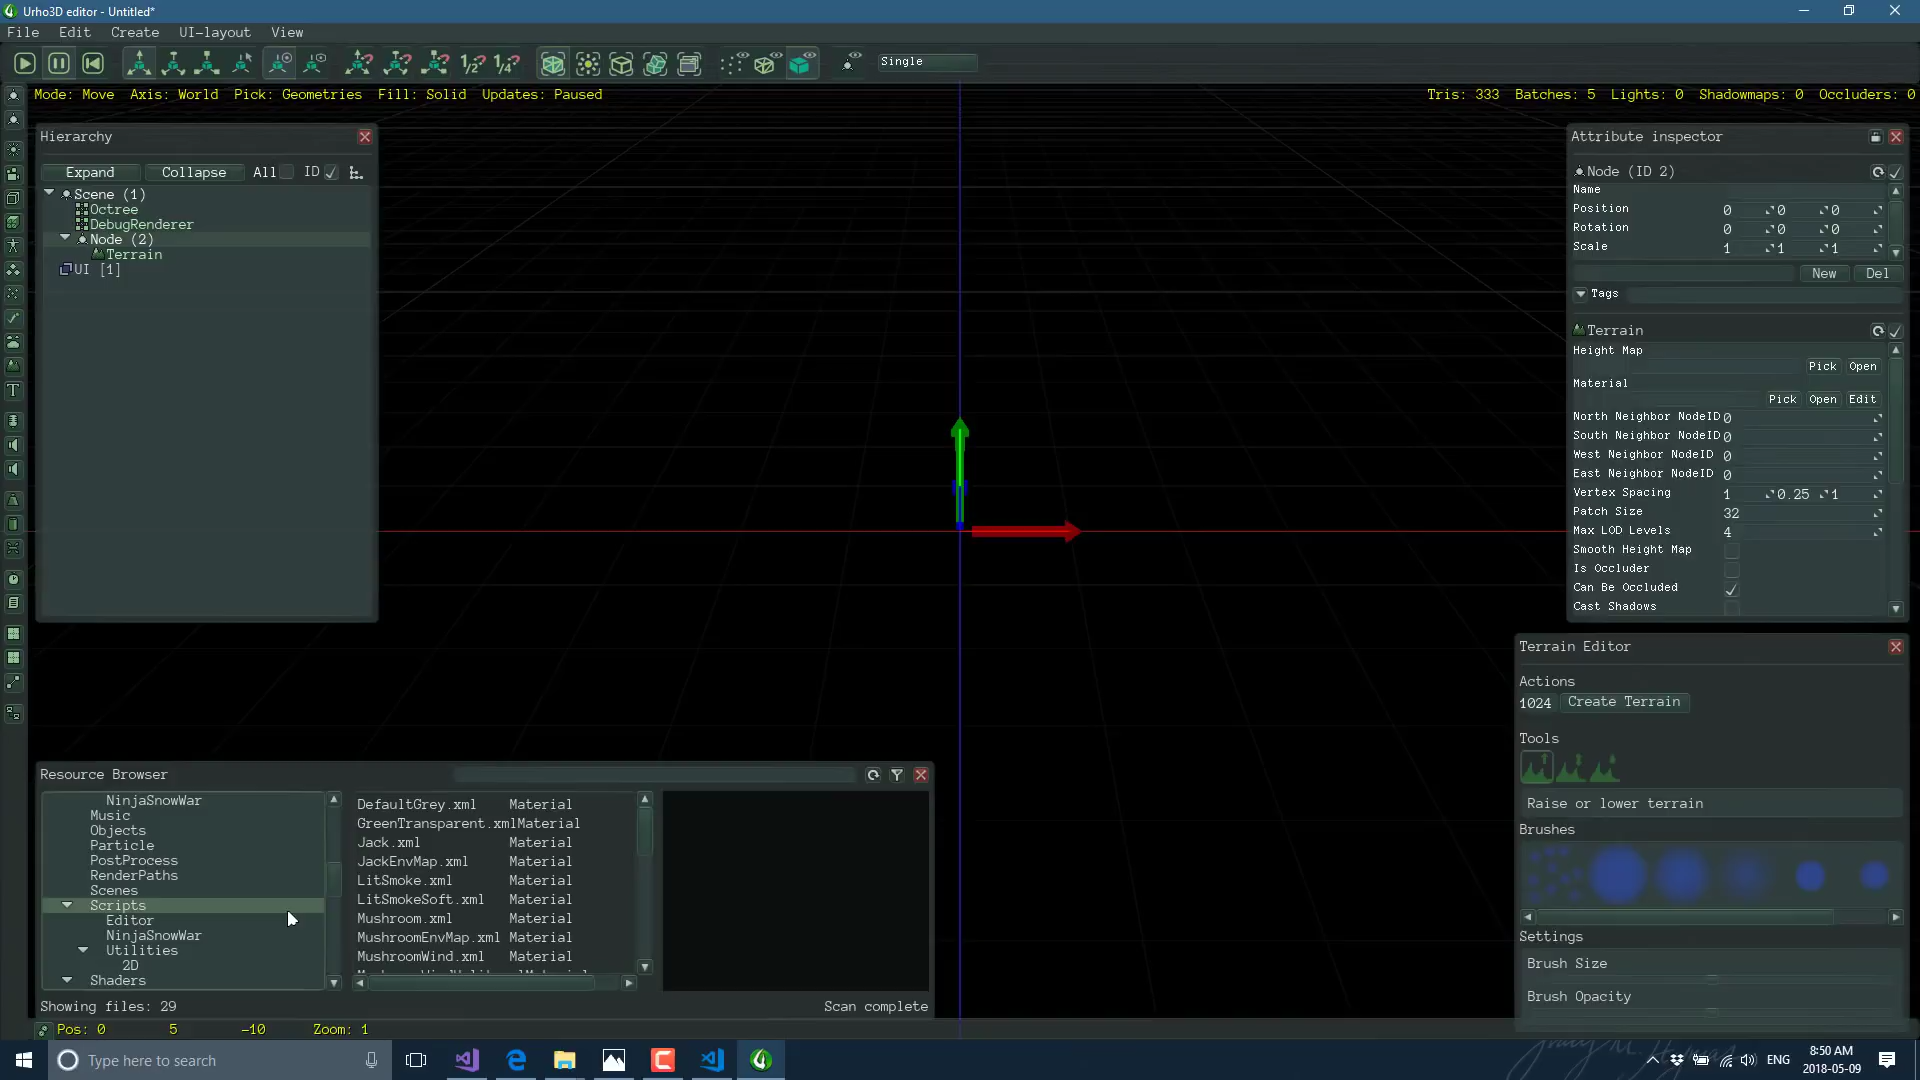 Urho3D editor - Untitled*
File Edit Create UI-layout View
1/2? 1/4? Single
Mode: Move Axis: World Pick: Geometries Fill: Solid Updates: Paused
Tris: 333 Batches: 5 Lights: 0 Shadowmaps: 0 Occluders: 0
Hierarchy
Expand Collapse All ID
Scene (1)
Octree
DebugRenderer
Node (2)
Terrain
UI [1]
Attribute inspector
Node (ID 2)
Name
Position 0 0 0
Rotation 0 0 0
Scale 1 1 1
New Del
Tags
Terrain
Height Map
Pick Open
Material
Pick Open Edit
North Neighbor NodeID 0
South Neighbor NodeID 0
West Neighbor NodeID 0
East Neighbor NodeID 0
Vertex Spacing 1 0.25 1
Patch Size 32
Max LOD Levels 4
Smooth Height Map
Is Occluder
Can Be Occluded
Cast Shadows
Terrain Editor
Actions
1024 Create Terrain
Tools
Raise or lower terrain
Brushes
Settings
Brush Size
Brush Opacity
Resource Browser
NinjaSnowWar
Music
Objects
Particle
PostProcess
RenderPaths
Scenes
Scripts
Editor
NinjaSnowWar
Utilities
2D
Shaders
DefaultGrey.xml Material
GreenTransparent.xmlMaterial
Jack.xml Material
JackEnvMap.xml Material
LitSmoke.xml Material
LitSmokeSoft.xml Material
Mushroom.xml Material
MushroomEnvMap.xml Material
MushroomWind.xml Material
Showing files: 29 Scan complete
Pos: 0 5 -10 Zoom: 1
Type here to search
ENG
8:50 AM
2018-05-09